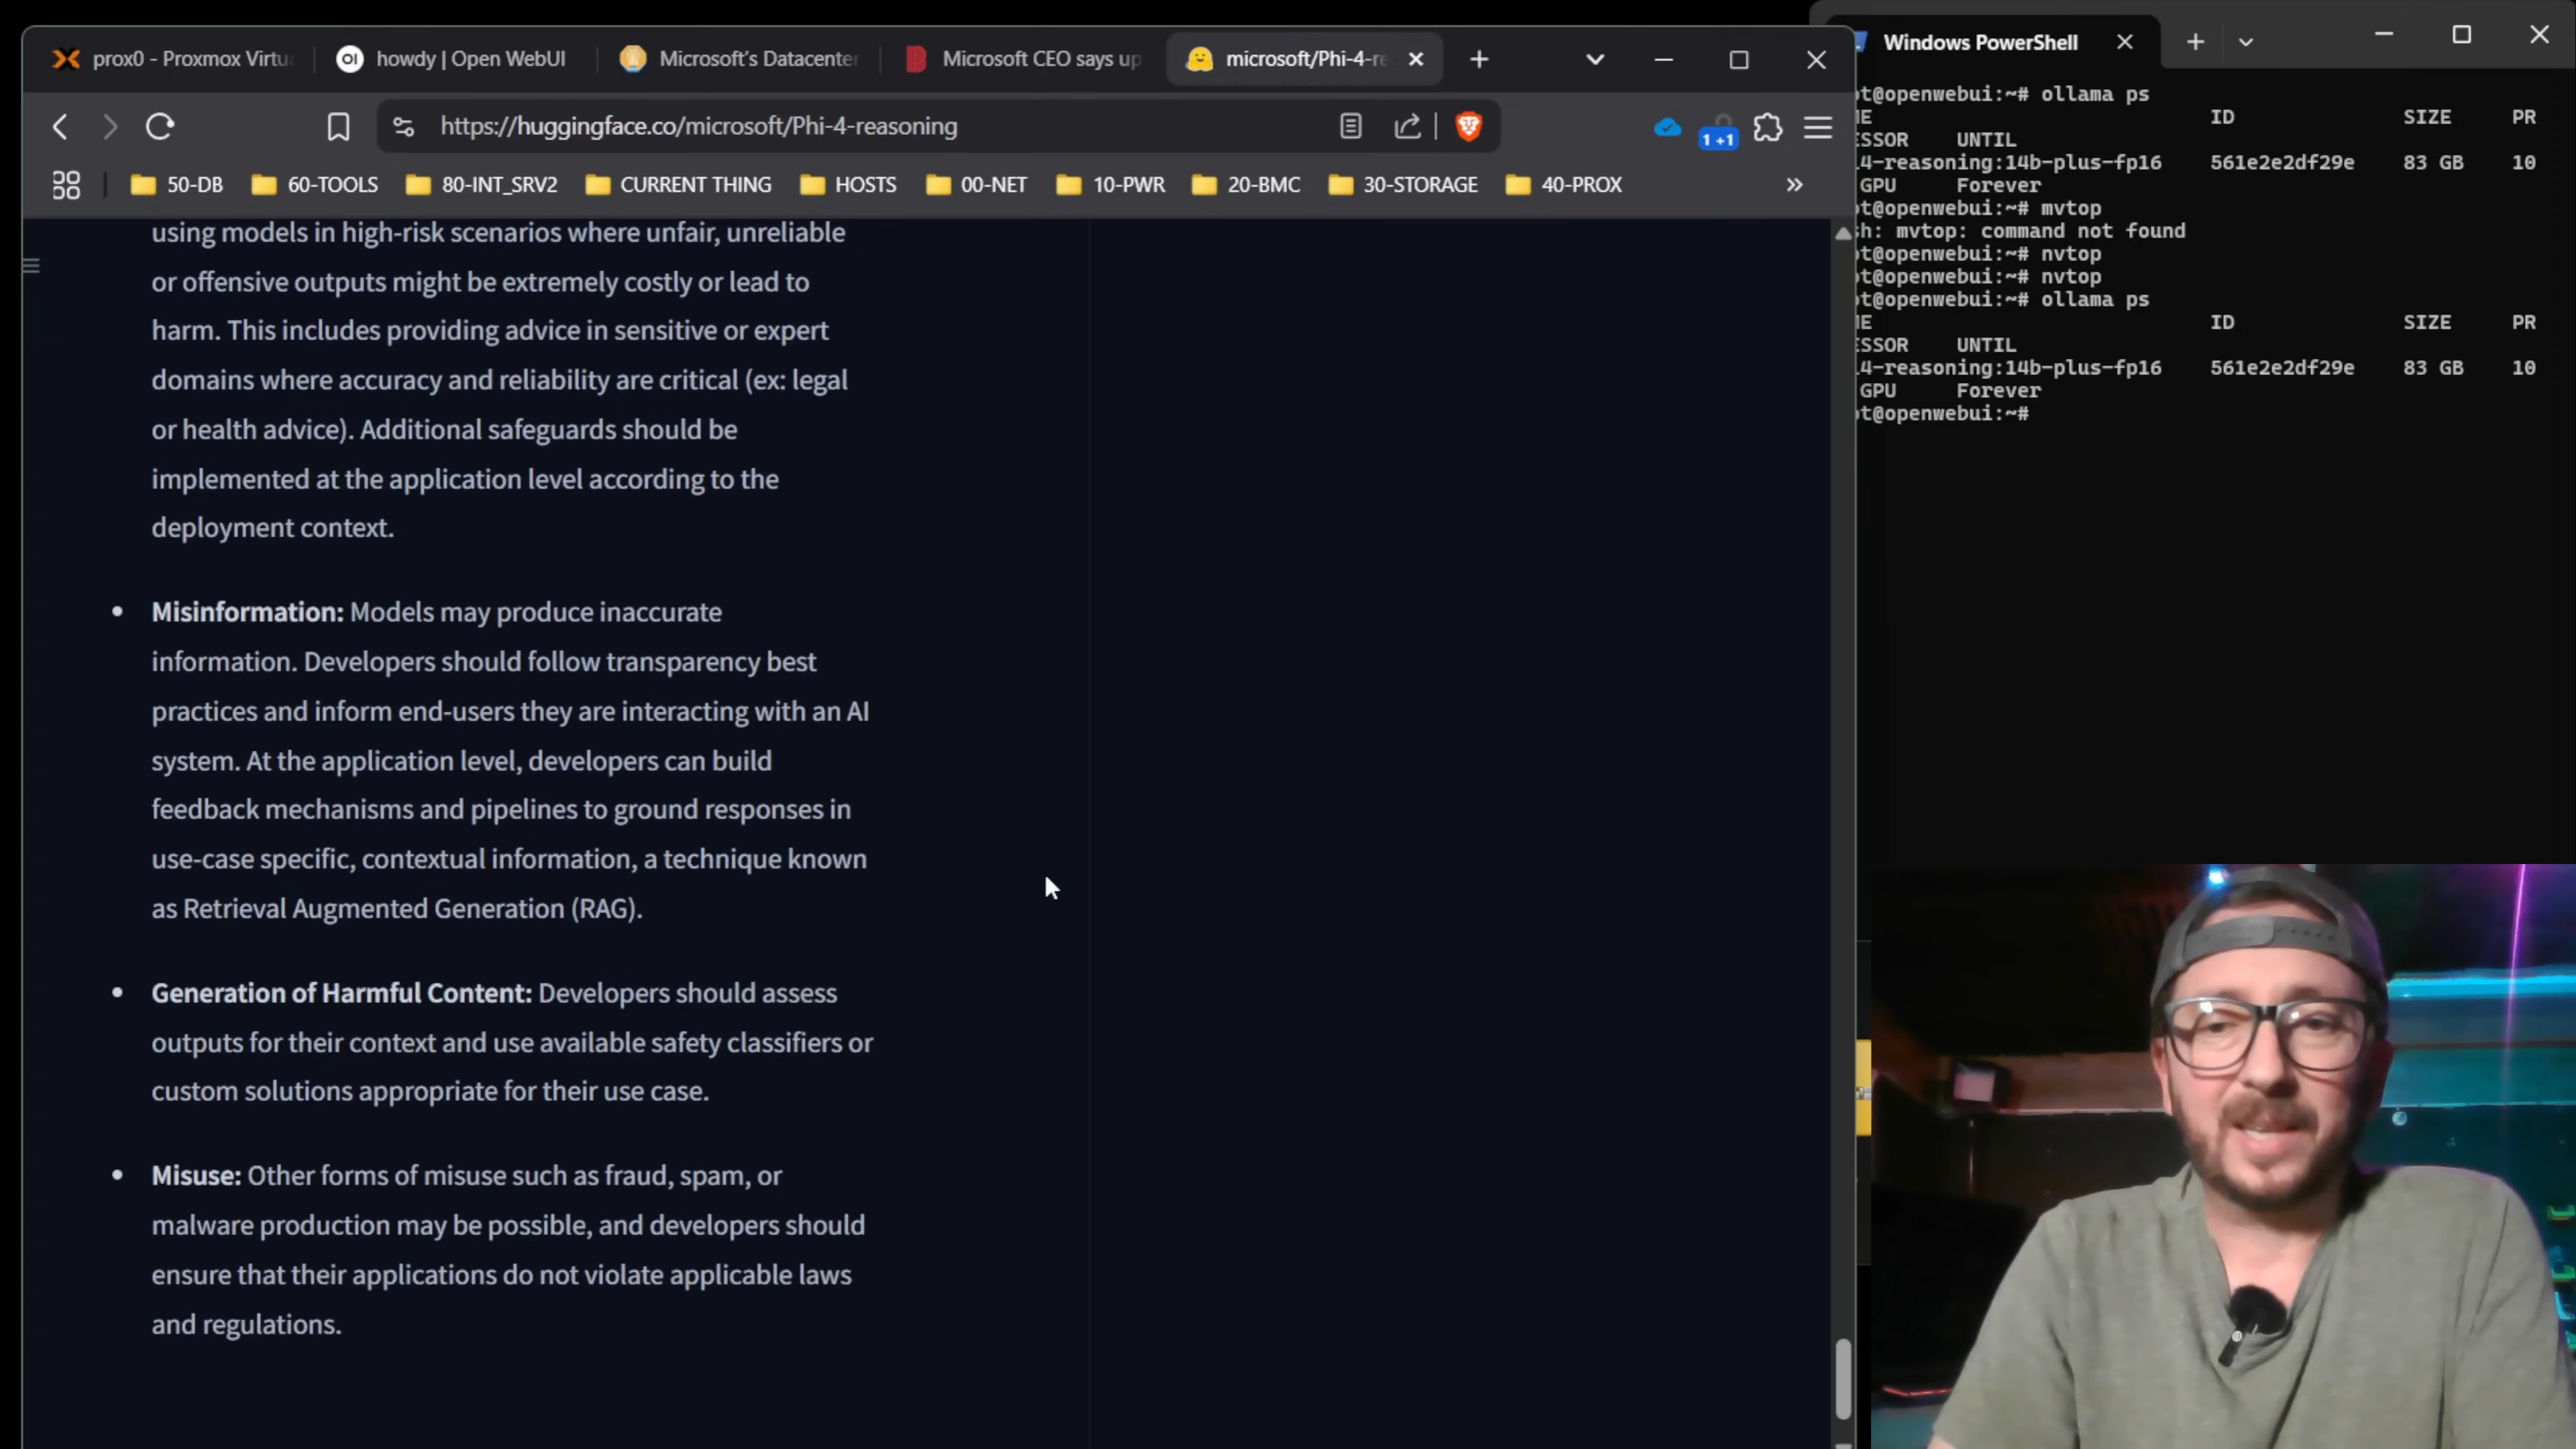 prox0 - Proxmox Virtu
howdy | Open WebUI
Microsoft's Datacenter
Microsoft CEO says up
microsoft/Phi-4-re
https://huggingface.co/microsoft/Phi-4-reasoning
1 +1
50-DB
60-TOOLS
80-INT_SRV2
CURRENT THING
HOSTS
00-NET
10-PWR
20-BMC
30-STORAGE
40-PROX
using models in high-risk scenarios where unfair, unreliable
or offensive outputs might be extremely costly or lead to
harm. This includes providing advice in sensitive or expert
domains where accuracy and reliability are critical (ex: legal
or health advice). Additional safeguards should be
implemented at the application level according to the
deployment context.
• Misinformation: Models may produce inaccurate
information. Developers should follow transparency best
practices and inform end-users they are interacting with an AI
system. At the application level, developers can build
feedback mechanisms and pipelines to ground responses in
use-case specific, contextual information, a technique known
as Retrieval Augmented Generation (RAG).
• Generation of Harmful Content: Developers should assess
outputs for their context and use available safety classifiers or
custom solutions appropriate for their use case.
• Misuse: Other forms of misuse such as fraud, spam, or
malware production may be possible, and developers should
ensure that their applications do not violate applicable laws
and regulations.
Windows PowerShell
ot@openwebui:~# ollama ps
ME ID SIZE PR
ESSOR UNTIL
i4-reasoning:14b-plus-fp16 561e2e2df29e 83 GB 10
GPU Forever
ot@openwebui:~# mvtop
sh: mvtop: command not found
ot@openwebui:~# nvtop
ot@openwebui:~# nvtop
ot@openwebui:~# ollama ps
ME ID SIZE PR
ESSOR UNTIL
i4-reasoning:14b-plus-fp16 561e2e2df29e 83 GB 10
GPU Forever
ot@openwebui:~#